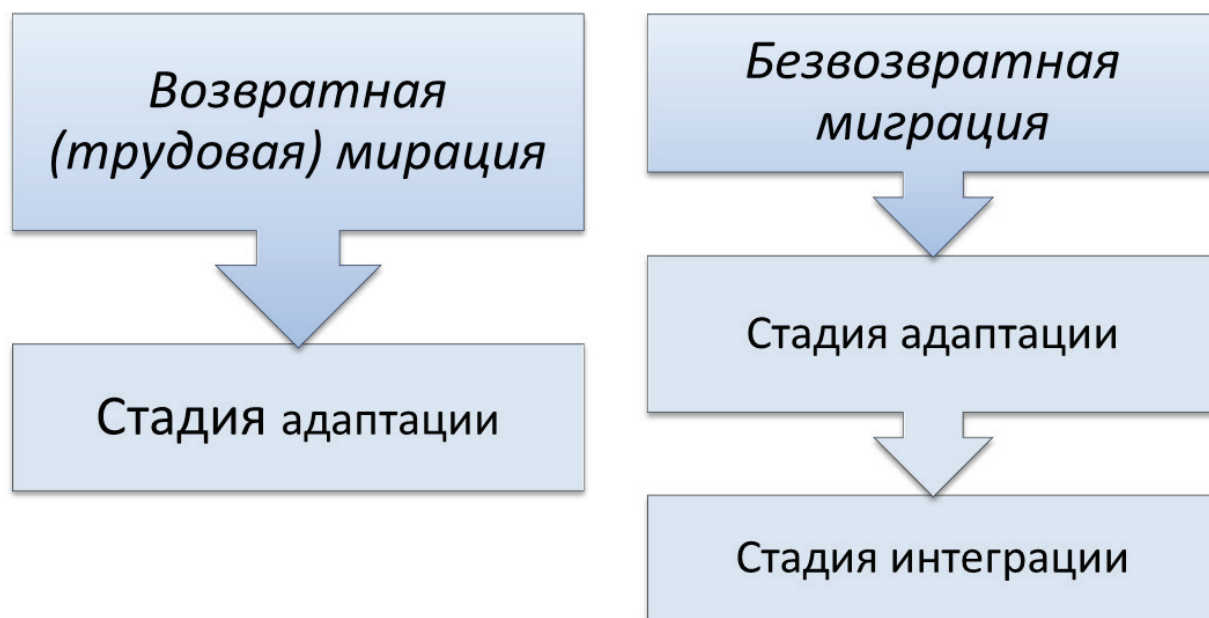 Возвратная
(трудовая) мирация
Стадия адаптации
Безвозвратная
миграция
Стадия адаптации
Стадия интеграции